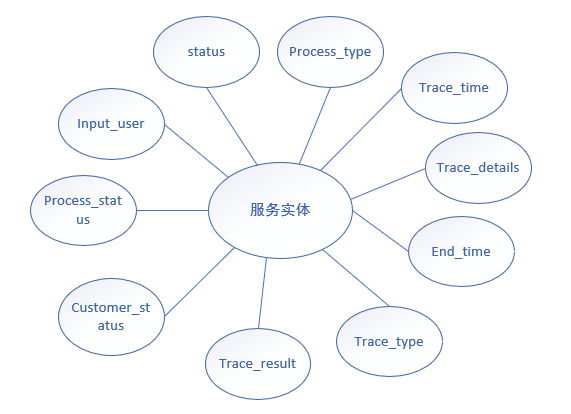 status
Process_type
Trace_time
Input_user
Trace_details
Process_stat
us
服务实体
End_time
Customer_st
atus
Trace_type
Trace_result